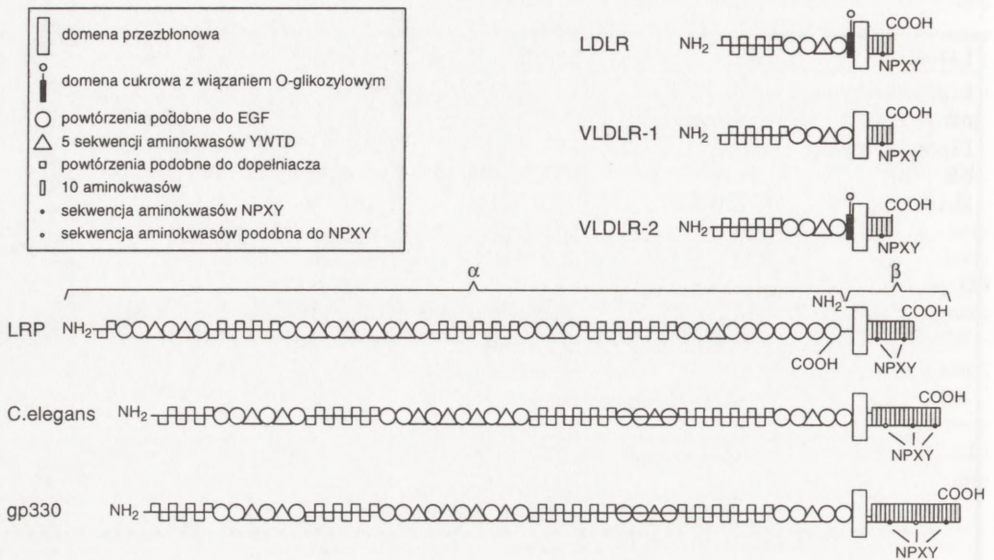 domena przezbłonowa
domena cukrowa z wiązaniem O-glikozylowym
powtórzenia podobne do EGF
5 sekwencji aminokwasów YWTD
powtórzenia podobne do dopełniacza
10 aminokwasów
sekwencja aminokwasów NPXY
sekwencja aminokwasów podobna do NPXY
LDLR NH2 COOH
NPXY
VLDLR-1 NH2 COOH
NPXY
VLDLR-2 NH2 COOH
NPXY
α β
NH2
LRP NH2 COOH
COOH NPXY
C.elegans NH2 COOH
NPXY
gp330 NH2 COOH
NPXY